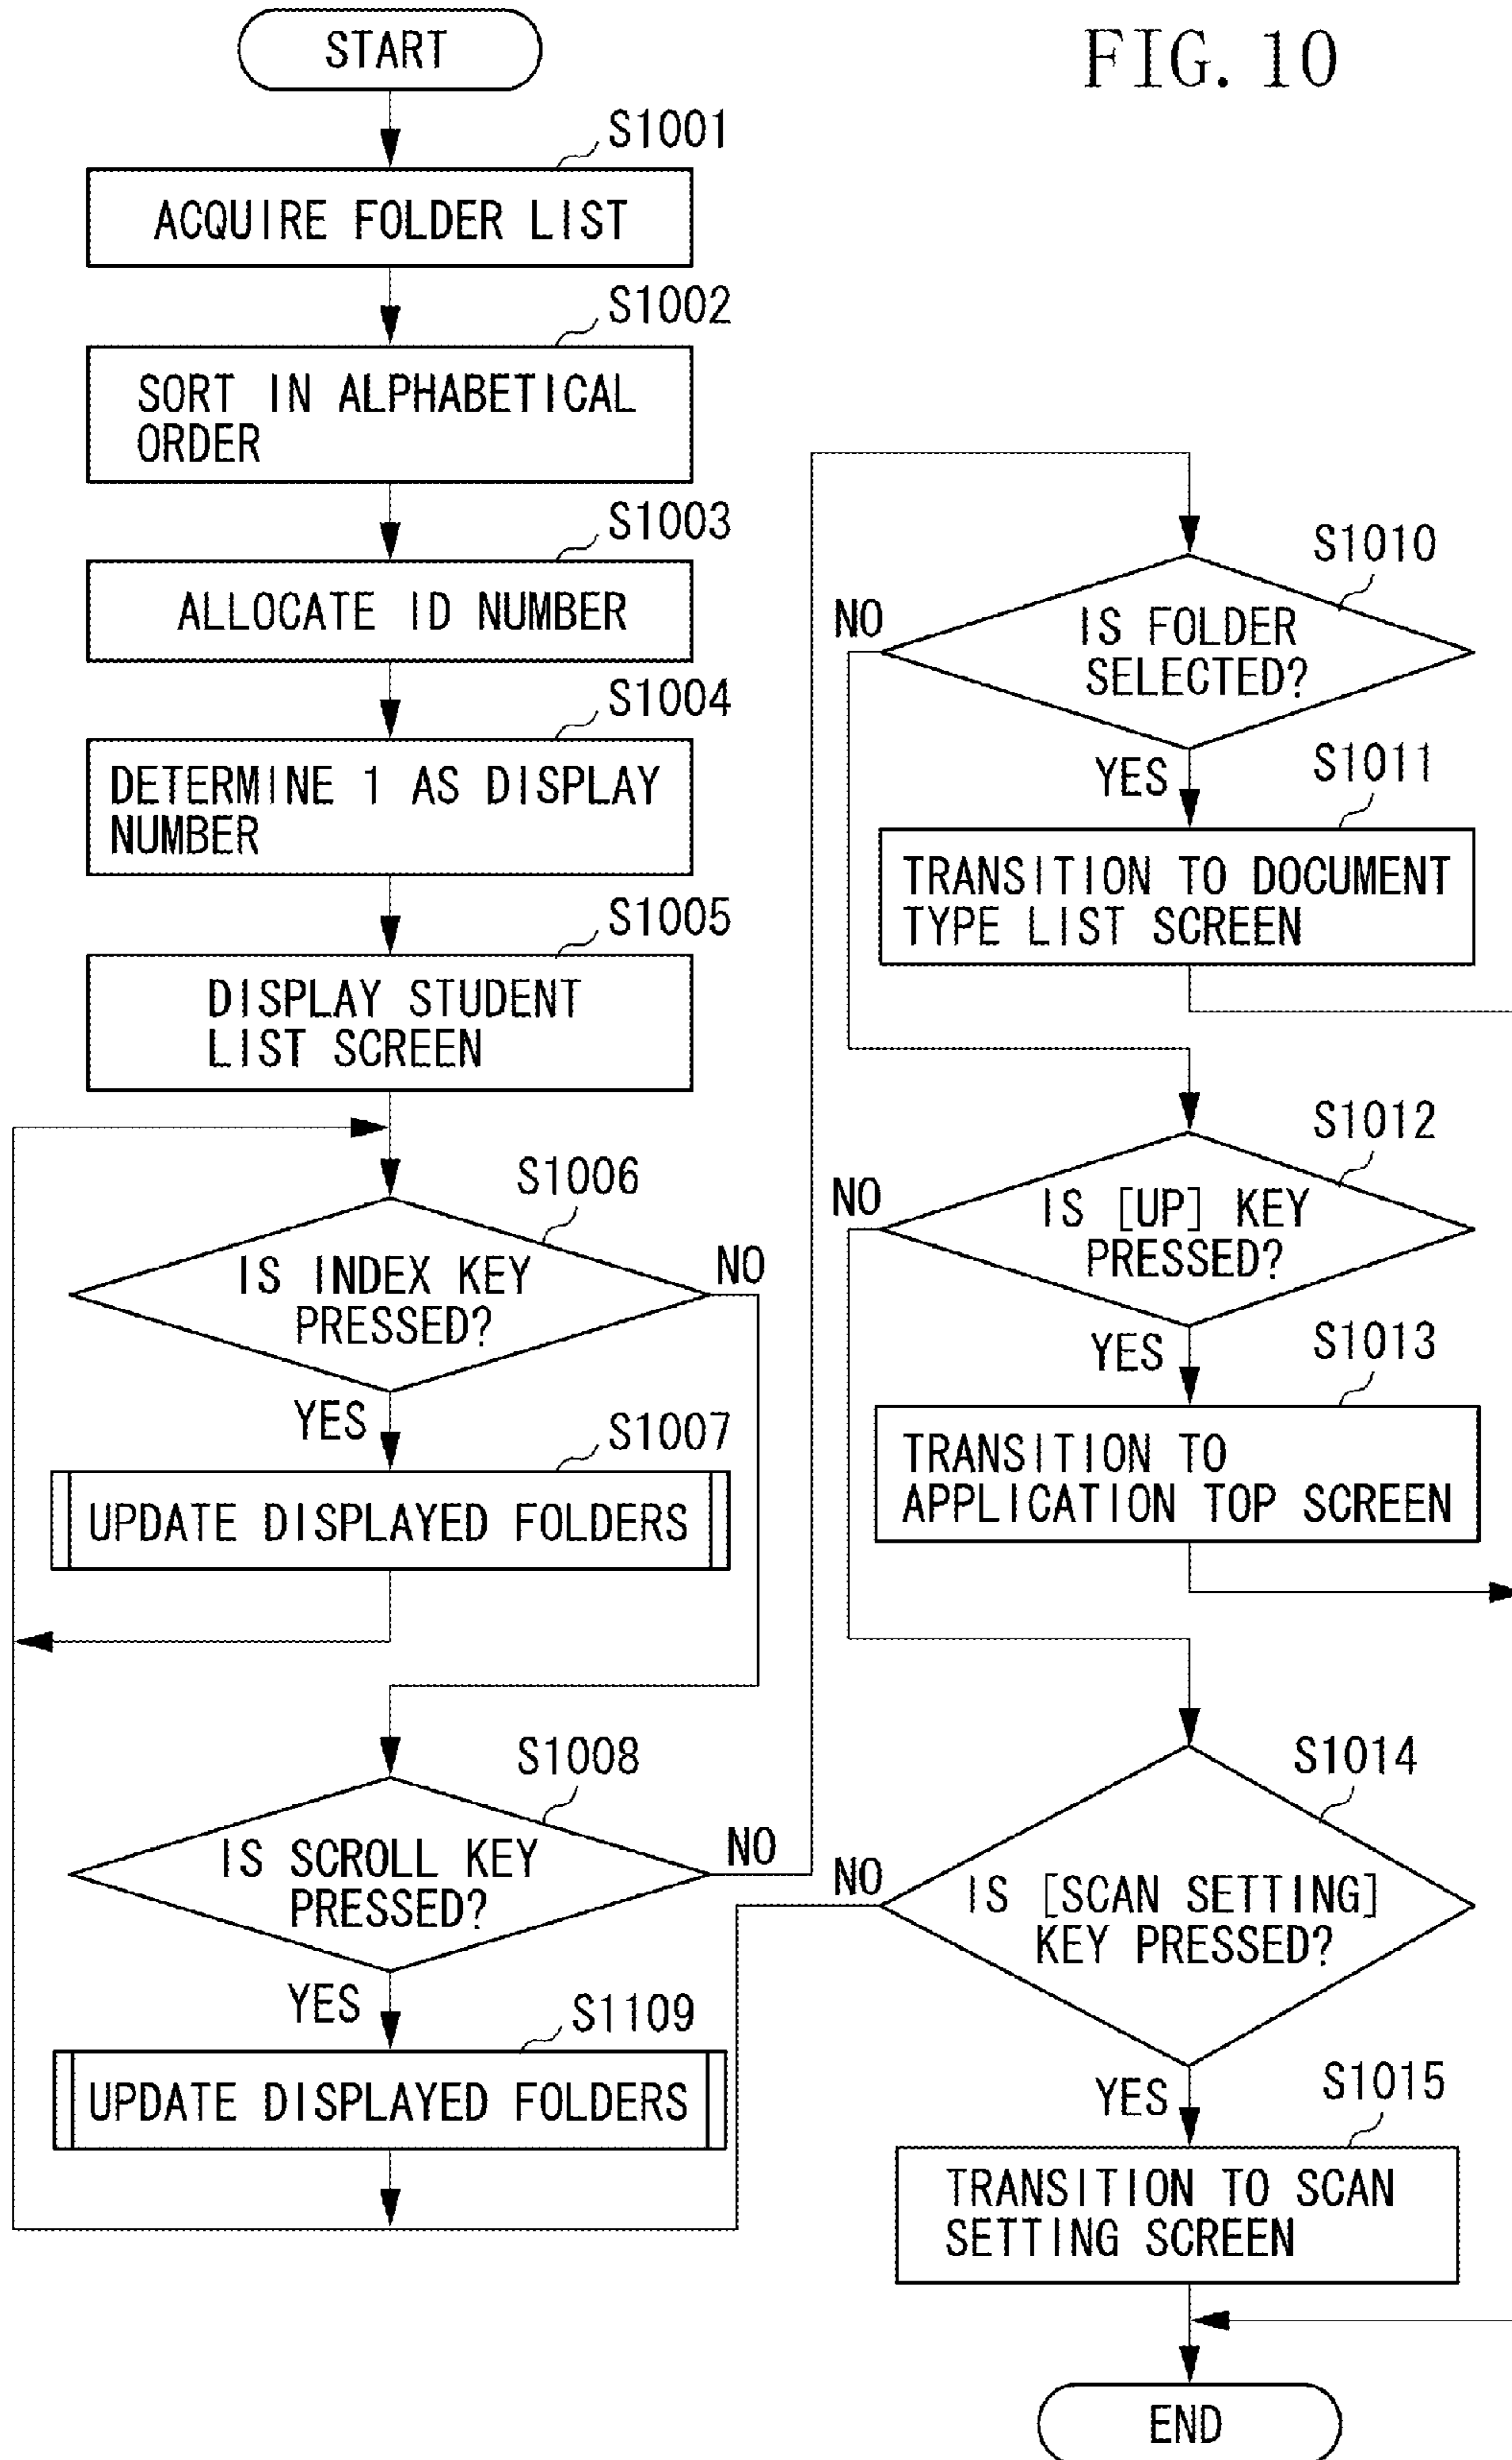 FIG. 10
START
S1001
ACQUIRE FOLDER LIST
S1002
SORT IN ALPHABETICAL
ORDER
S1003
ALLOCATE ID NUMBER
S1004
DETERMINE 1 AS DISPLAY
NUMBER
S1005
DISPLAY STUDENT
LIST SCREEN
S1006
IS INDEX KEY
PRESSED?
NO
YES
S1007
UPDATE DISPLAYED FOLDERS
S1008
IS SCROLL KEY
PRESSED?
NO
YES
S1109
UPDATE DISPLAYED FOLDERS
S1010
NO
IS FOLDER
SELECTED?
YES
S1011
TRANSITION TO DOCUMENT
TYPE LIST SCREEN
S1012
NO
IS [UP] KEY
PRESSED?
YES
S1013
TRANSITION TO
APPLICATION TOP SCREEN
S1014
NO
IS [SCAN SETTING]
KEY PRESSED?
YES
S1015
TRANSITION TO SCAN
SETTING SCREEN
END